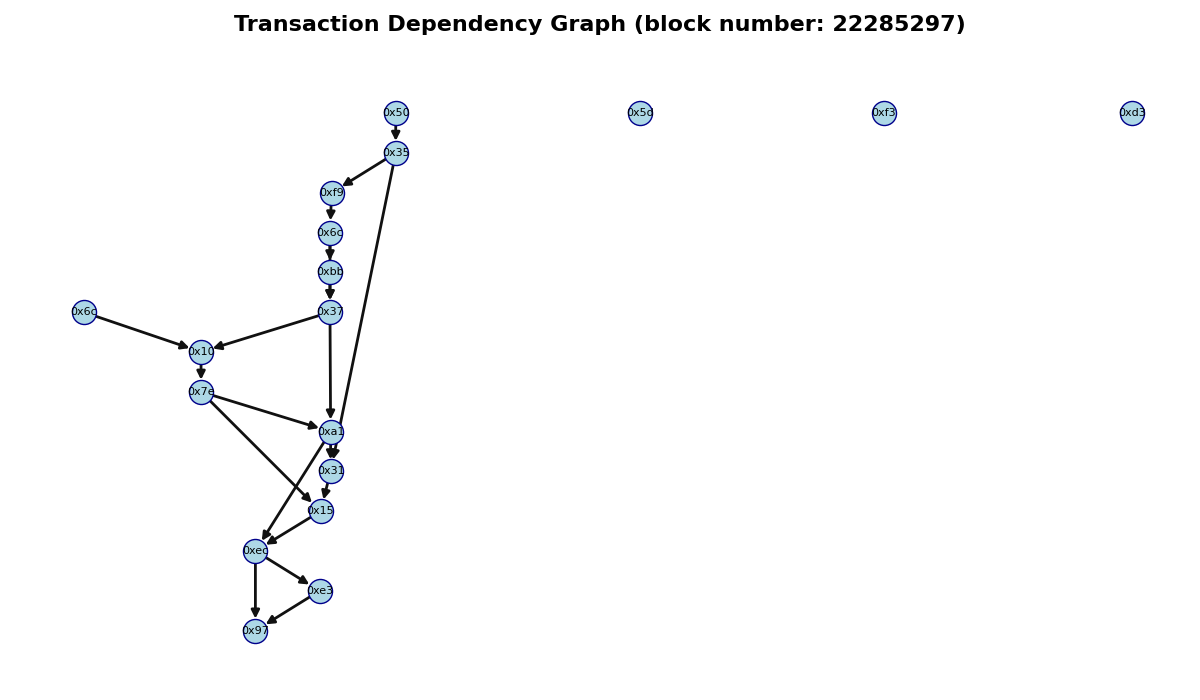 Transaction Dependency Graph (block number: 22285297)
0x50
0x5d
0xf3
0xd3
0x35
0xf9
0x6c
0xbb
0x6c
0x37
0x10
0x7e
0xa1
0x31
0x15
0xec
0xe3
0x97